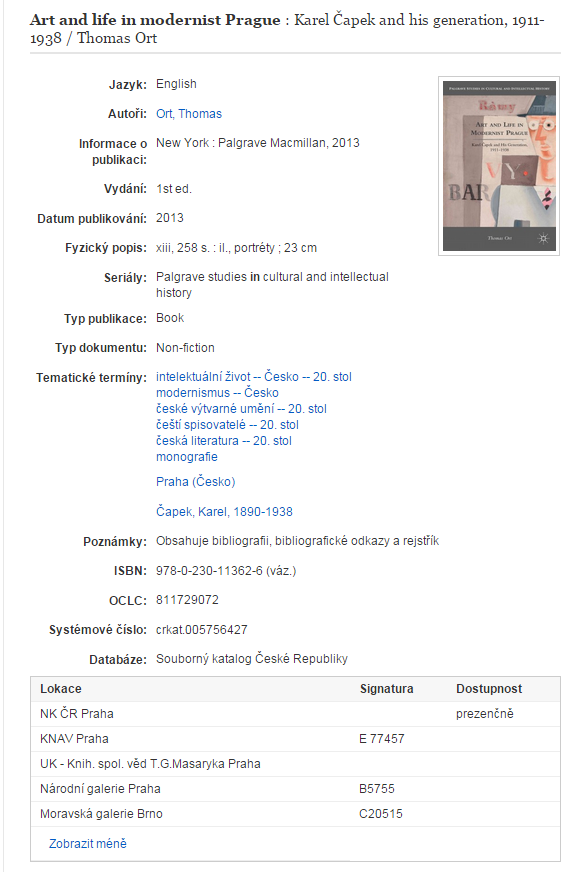 Art and life in modernist Prague : Karel Čapek and his generation, 1911-
1938 / Thomas Ort
Jazyk: English
Autoři: Ort, Thomas
Informace o publikaci: New York : Palgrave Macmillan, 2013
Vydání: 1st ed.
Datum publikování: 2013
Fyzický popis: xiii, 258 s. : il., portréty ; 23 cm
Seriály: Palgrave studies in cultural and intellectual
history
Typ publikace: Book
Typ dokumentu: Non-fiction
Tematické termíny: intelektuální život -- Česko -- 20. stol
modernismus -- Česko
české výtvarné umění -- 20. stol
čeští spisovatelé -- 20. stol
česká literatura -- 20. stol
monografie
Praha (Česko)
Čapek, Karel, 1890-1938
Poznámky: Obsahuje bibliografii, bibliografické odkazy a rejstřík
ISBN: 978-0-230-11362-6 (váz.)
OCLC: 811729072
Systémové číslo: crkat.005756427
Databáze: Souborný katalog České Republiky
PALGRAVE STUDIES IN CULTURAL AND INTELLECTUAL HISTORY
Rámy
ART AND LIFE IN
MODERNIST PRAGUE
Karel Čapek and His Generation,
1911–1938
VY
BAR
Thomas Ort
Lokace Signatura Dostupnost
NK ČR Praha prezenčně
KNAV Praha E 77457
UK - Knih. spol. věd T.G.Masaryka Praha
Národní galerie Praha B5755
Moravská galerie Brno C20515
Zobrazit méně